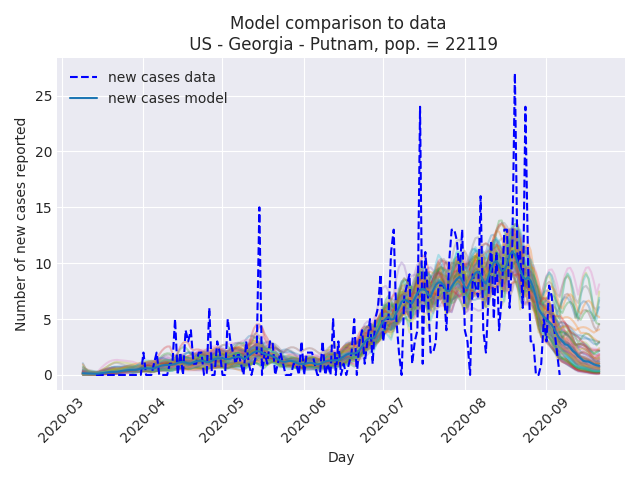 Model comparison to data
US - Georgia - Putnam, pop. = 22119
new cases data
new cases model
Number of new cases reported
25
20
15
10
5
0
2020-03
2020-04
2020-05
2020-06
2020-07
2020-08
2020-09
Day